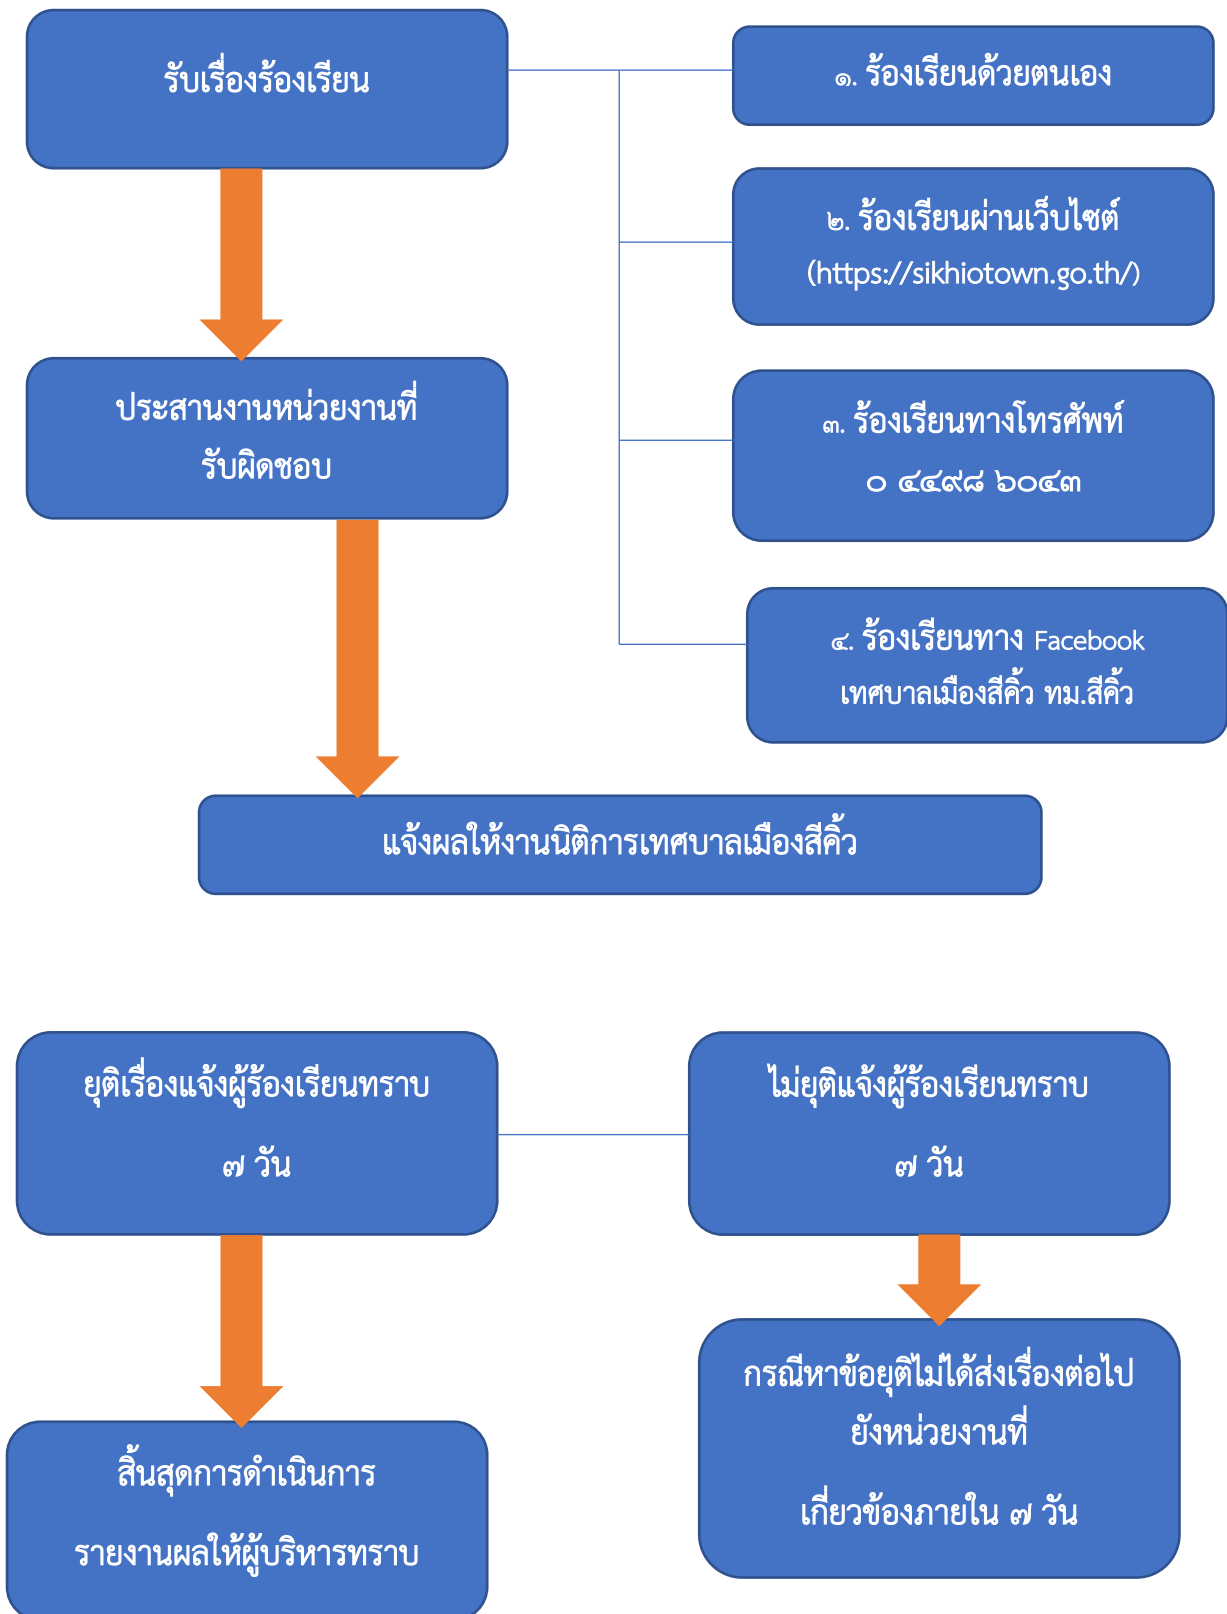 รับเรื่องร้องเรียน
๑. ร้องเรียนด้วยตนเอง
๒. ร้องเรียนผ่านเว็บไซต์
(https://sikhiotown.go.th/)
ประสานงานหน่วยงานที่
รับผิดชอบ
๓. ร้องเรียนทางโทรศัพท์
๐ ๔๔๙๘ ๖๐๔๓
๔. ร้องเรียนทาง Facebook
เทศบาลเมืองสีคิ้ว ทม.สีคิ้ว
แจ้งผลให้งานนิติการเทศบาลเมืองสีคิ้ว
ยุติเรื่องแจ้งผู้ร้องเรียนทราบ
๗ วัน
ไม่ยุติแจ้งผู้ร้องเรียนทราบ
๗ วัน
กรณีหาข้อยุติไม่ได้ส่งเรื่องต่อไป
ยังหน่วยงานที่
เกี่ยวข้องภายใน ๗ วัน
สิ้นสุดการดำเนินการ
รายงานผลให้ผู้บริหารทราบ